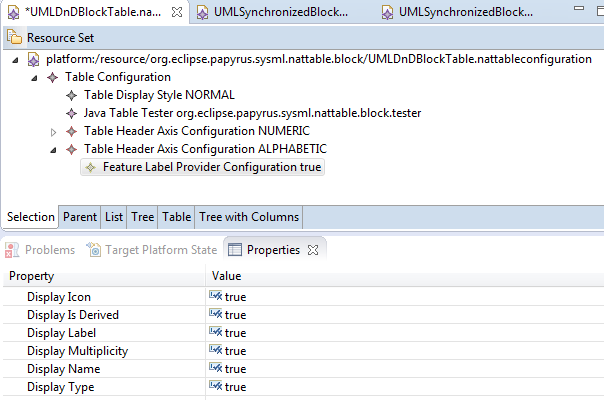 *UMLDnDBlockTable.na... UMLSynchronizedBlock... UMLSynchronizedBlock...
Resource Set
platform:/resource/org.eclipse.papyrus.sysml.nattable.block/UMLDnDBlockTable.nattableconfiguration
Table Configuration
Table Display Style NORMAL
Java Table Tester org.eclipse.papyrus.sysml.nattable.block.tester
Table Header Axis Configuration NUMERIC
Table Header Axis Configuration ALPHABETIC
Feature Label Provider Configuration true
Selection Parent List Tree Table Tree with Columns
Problems Target Platform State Properties
Property Value
Display Icon true
Display Is Derived true
Display Label true
Display Multiplicity true
Display Name true
Display Type true